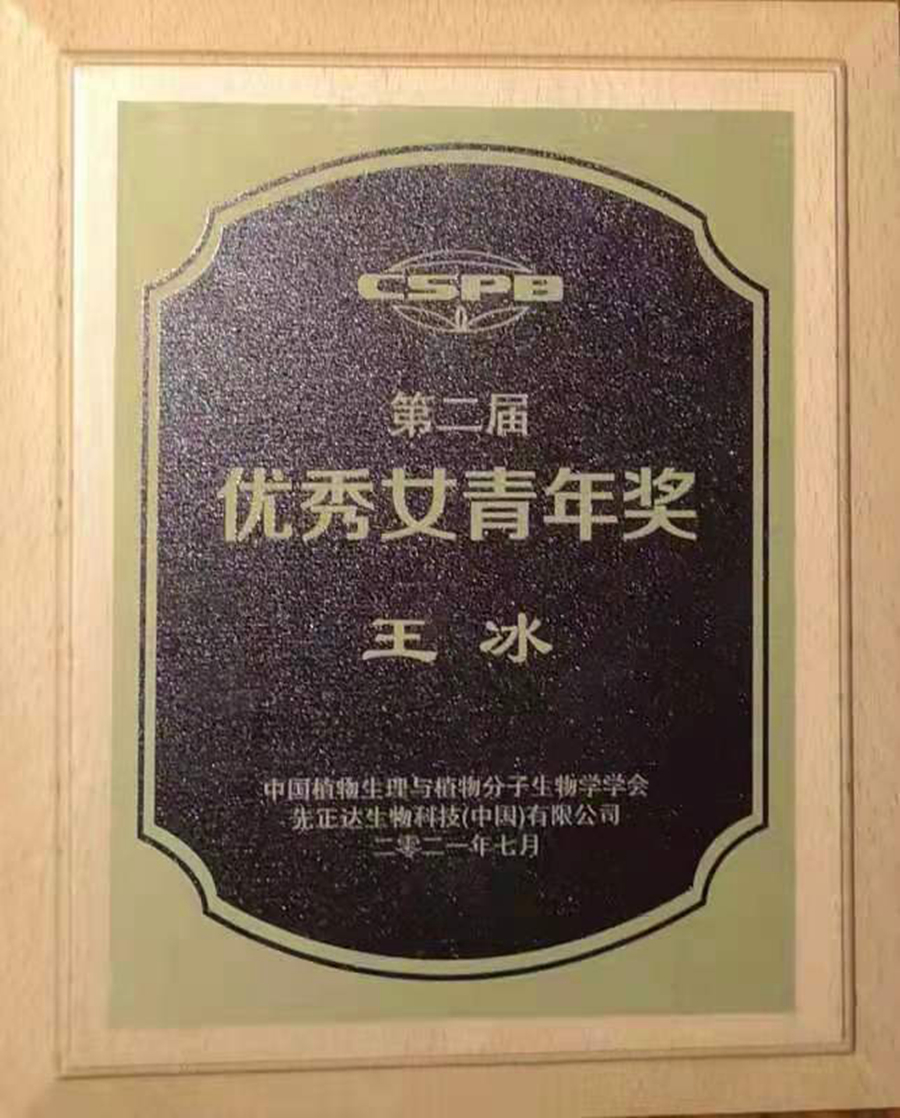 CSPB
第二届
优秀女青年奖
王 冰
中国植物生理与植物分子生物学学会
先正达生物科技(中国)有限公司
二零二一年七月